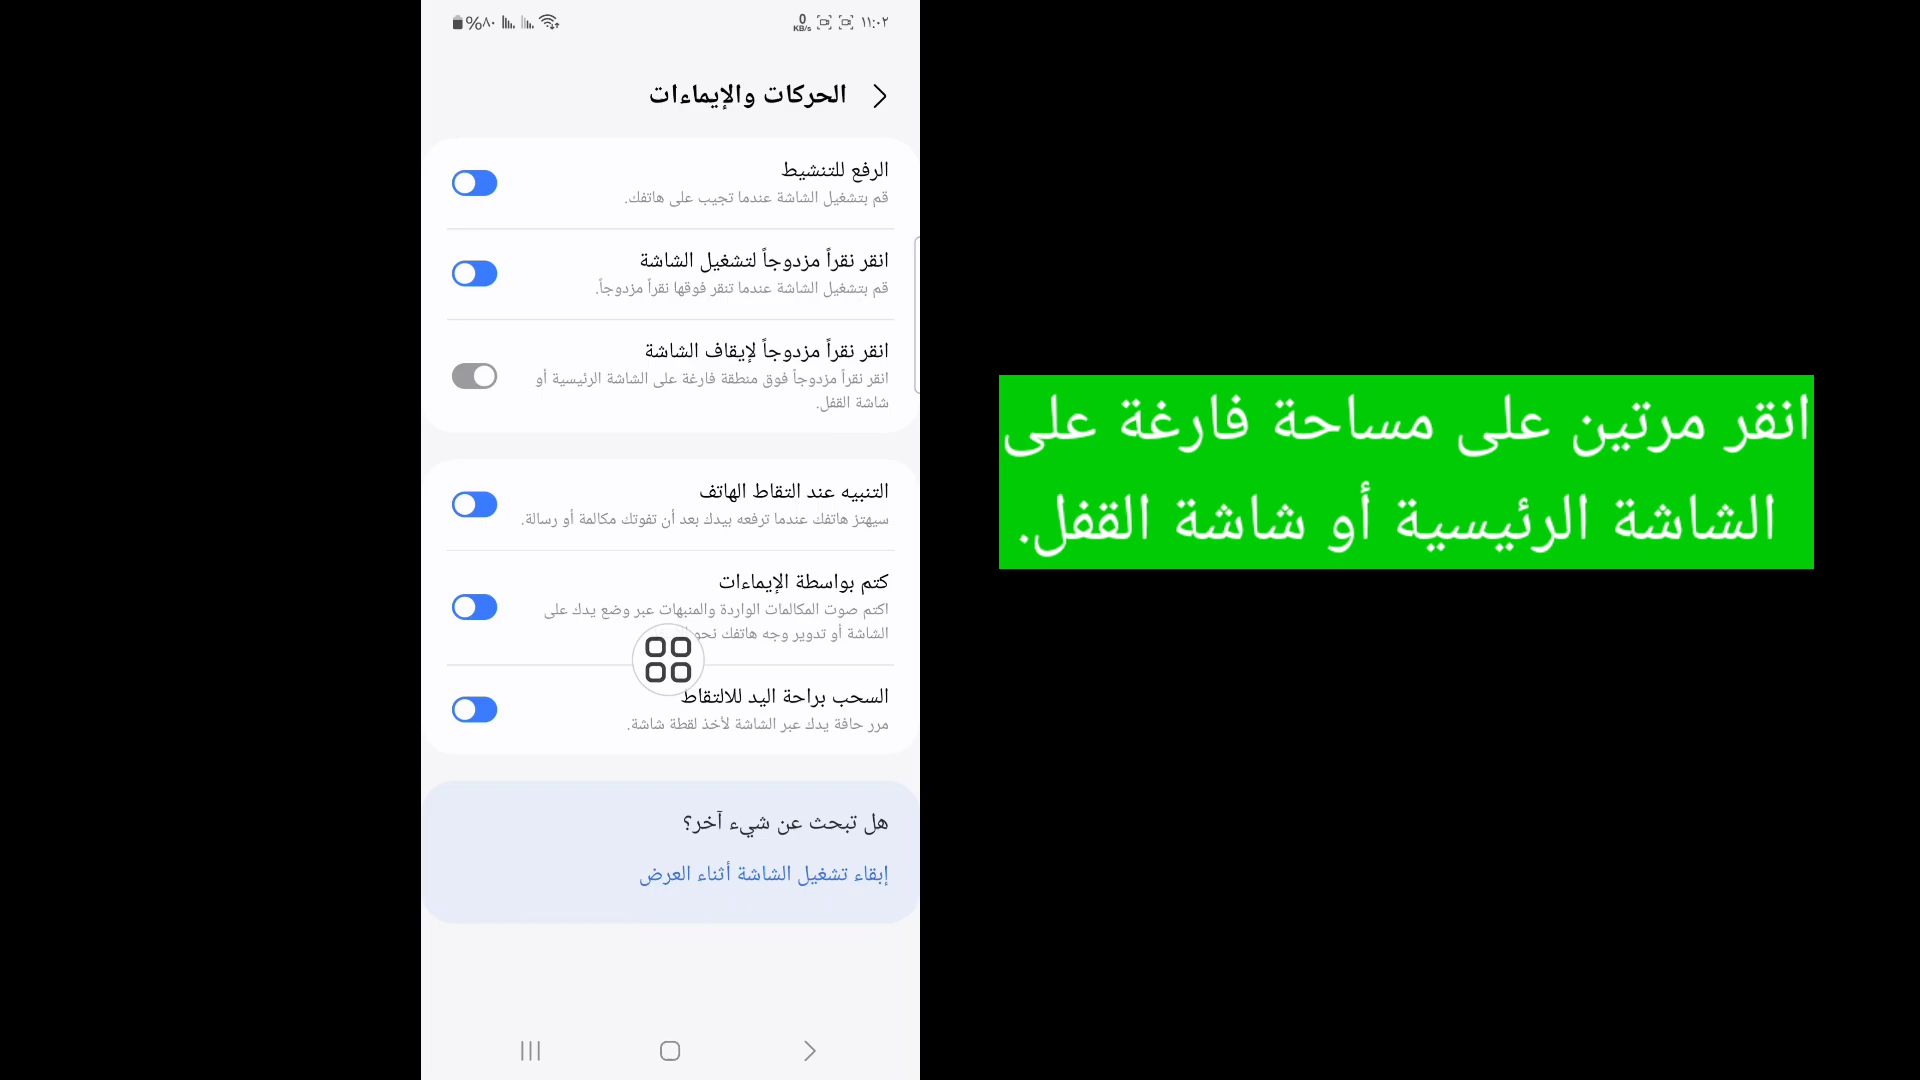 ١١:٠٢
0
KB/s
%٨٠
الحركات والإيماءات
الرفع للتنشيط
قم بتشغيل الشاشة عندما تجيب على هاتفك.
انقر نقراً مزدوجاً لتشغيل الشاشة
قم بتشغيل الشاشة عندما تنقر فوقها نقراً مزدوجاً.
انقر نقراً مزدوجاً لإيقاف الشاشة
انقر نقراً مزدوجاً فوق منطقة فارغة على الشاشة الرئيسية أو
شاشة القفل.
التنبيه عند التقاط الهاتف
سيهتز هاتفك عندما ترفعه بيدك بعد أن تفوتك مكالمة أو رسالة.
كتم بواسطة الإيماءات
اكتم صوت المكالمات الواردة والمنبهات عبر وضع يدك على
الشاشة أو تدوير وجه هاتفك
السحب براحة اليد للالتقاط
مرر حافة يدك عبر الشاشة لأخذ لقطة شاشة.
هل تبحث عن شيء آخر؟
إبقاء تشغيل الشاشة أثناء العرض
انقر مرتين على مساحة فارغة على
الشاشة الرئيسية أو شاشة القفل.